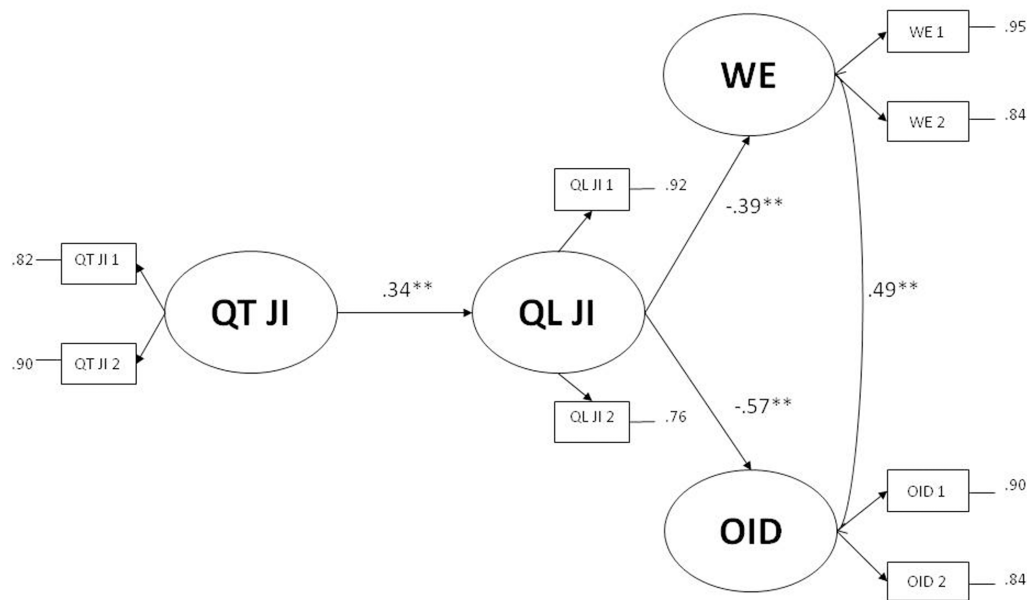 WE
WE 1
.95
WE 2
.84
QL JI 1
.92
-.39**
QT JI 1
.82
QT JI
.34**
QL JI
.49**
QT JI 2
.90
QL JI 2
.76
-.57**
OID
OID 1
.90
OID 2
.84